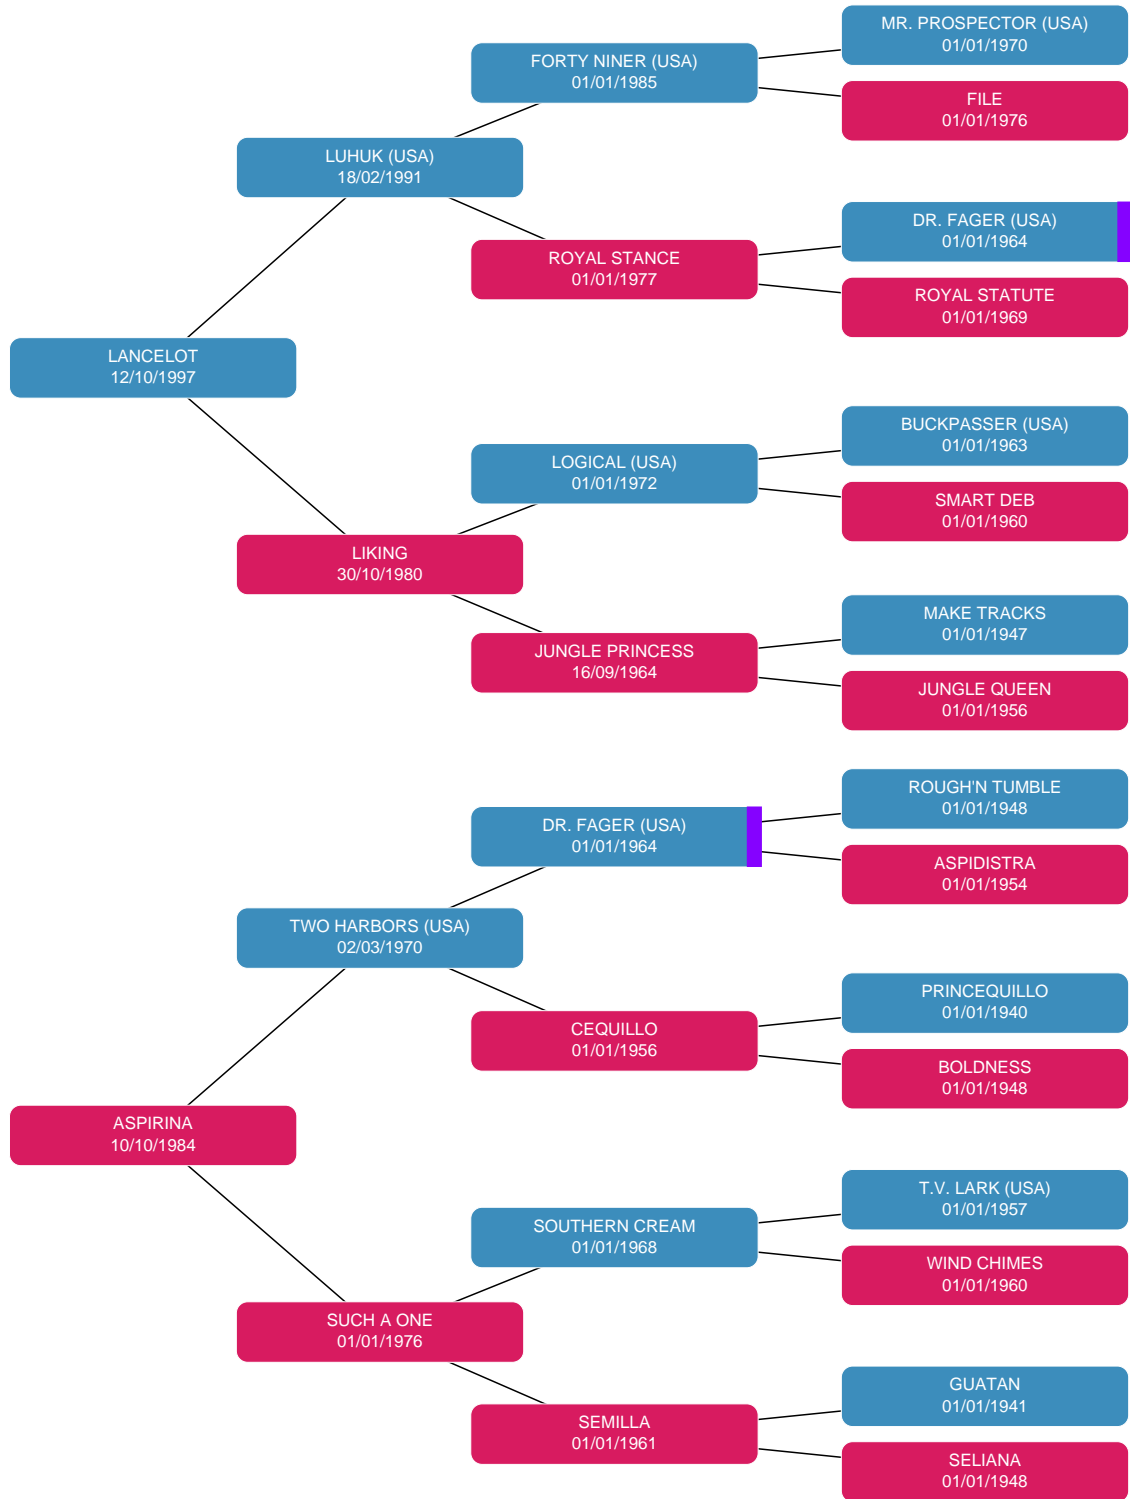 MR. PROSPECTOR (USA)
01/01/1970
FORTY NINER (USA)
01/01/1985
FILE
01/01/1976
LUHUK (USA)
18/02/1991
DR. FAGER (USA)
01/01/1964
ROYAL STANCE
01/01/1977
ROYAL STATUTE
01/01/1969
LANCELOT
12/10/1997
BUCKPASSER (USA)
01/01/1963
LOGICAL (USA)
01/01/1972
SMART DEB
01/01/1960
LIKING
30/10/1980
MAKE TRACKS
01/01/1947
JUNGLE PRINCESS
16/09/1964
JUNGLE QUEEN
01/01/1956
ROUGH'N TUMBLE
01/01/1948
DR. FAGER (USA)
01/01/1964
ASPIDISTRA
01/01/1954
TWO HARBORS (USA)
02/03/1970
PRINCEQUILLO
01/01/1940
CEQUILLO
01/01/1956
BOLDNESS
01/01/1948
ASPIRINA
10/10/1984
T.V. LARK (USA)
01/01/1957
SOUTHERN CREAM
01/01/1968
WIND CHIMES
01/01/1960
SUCH A ONE
01/01/1976
GUATAN
01/01/1941
SEMILLA
01/01/1961
SELIANA
01/01/1948